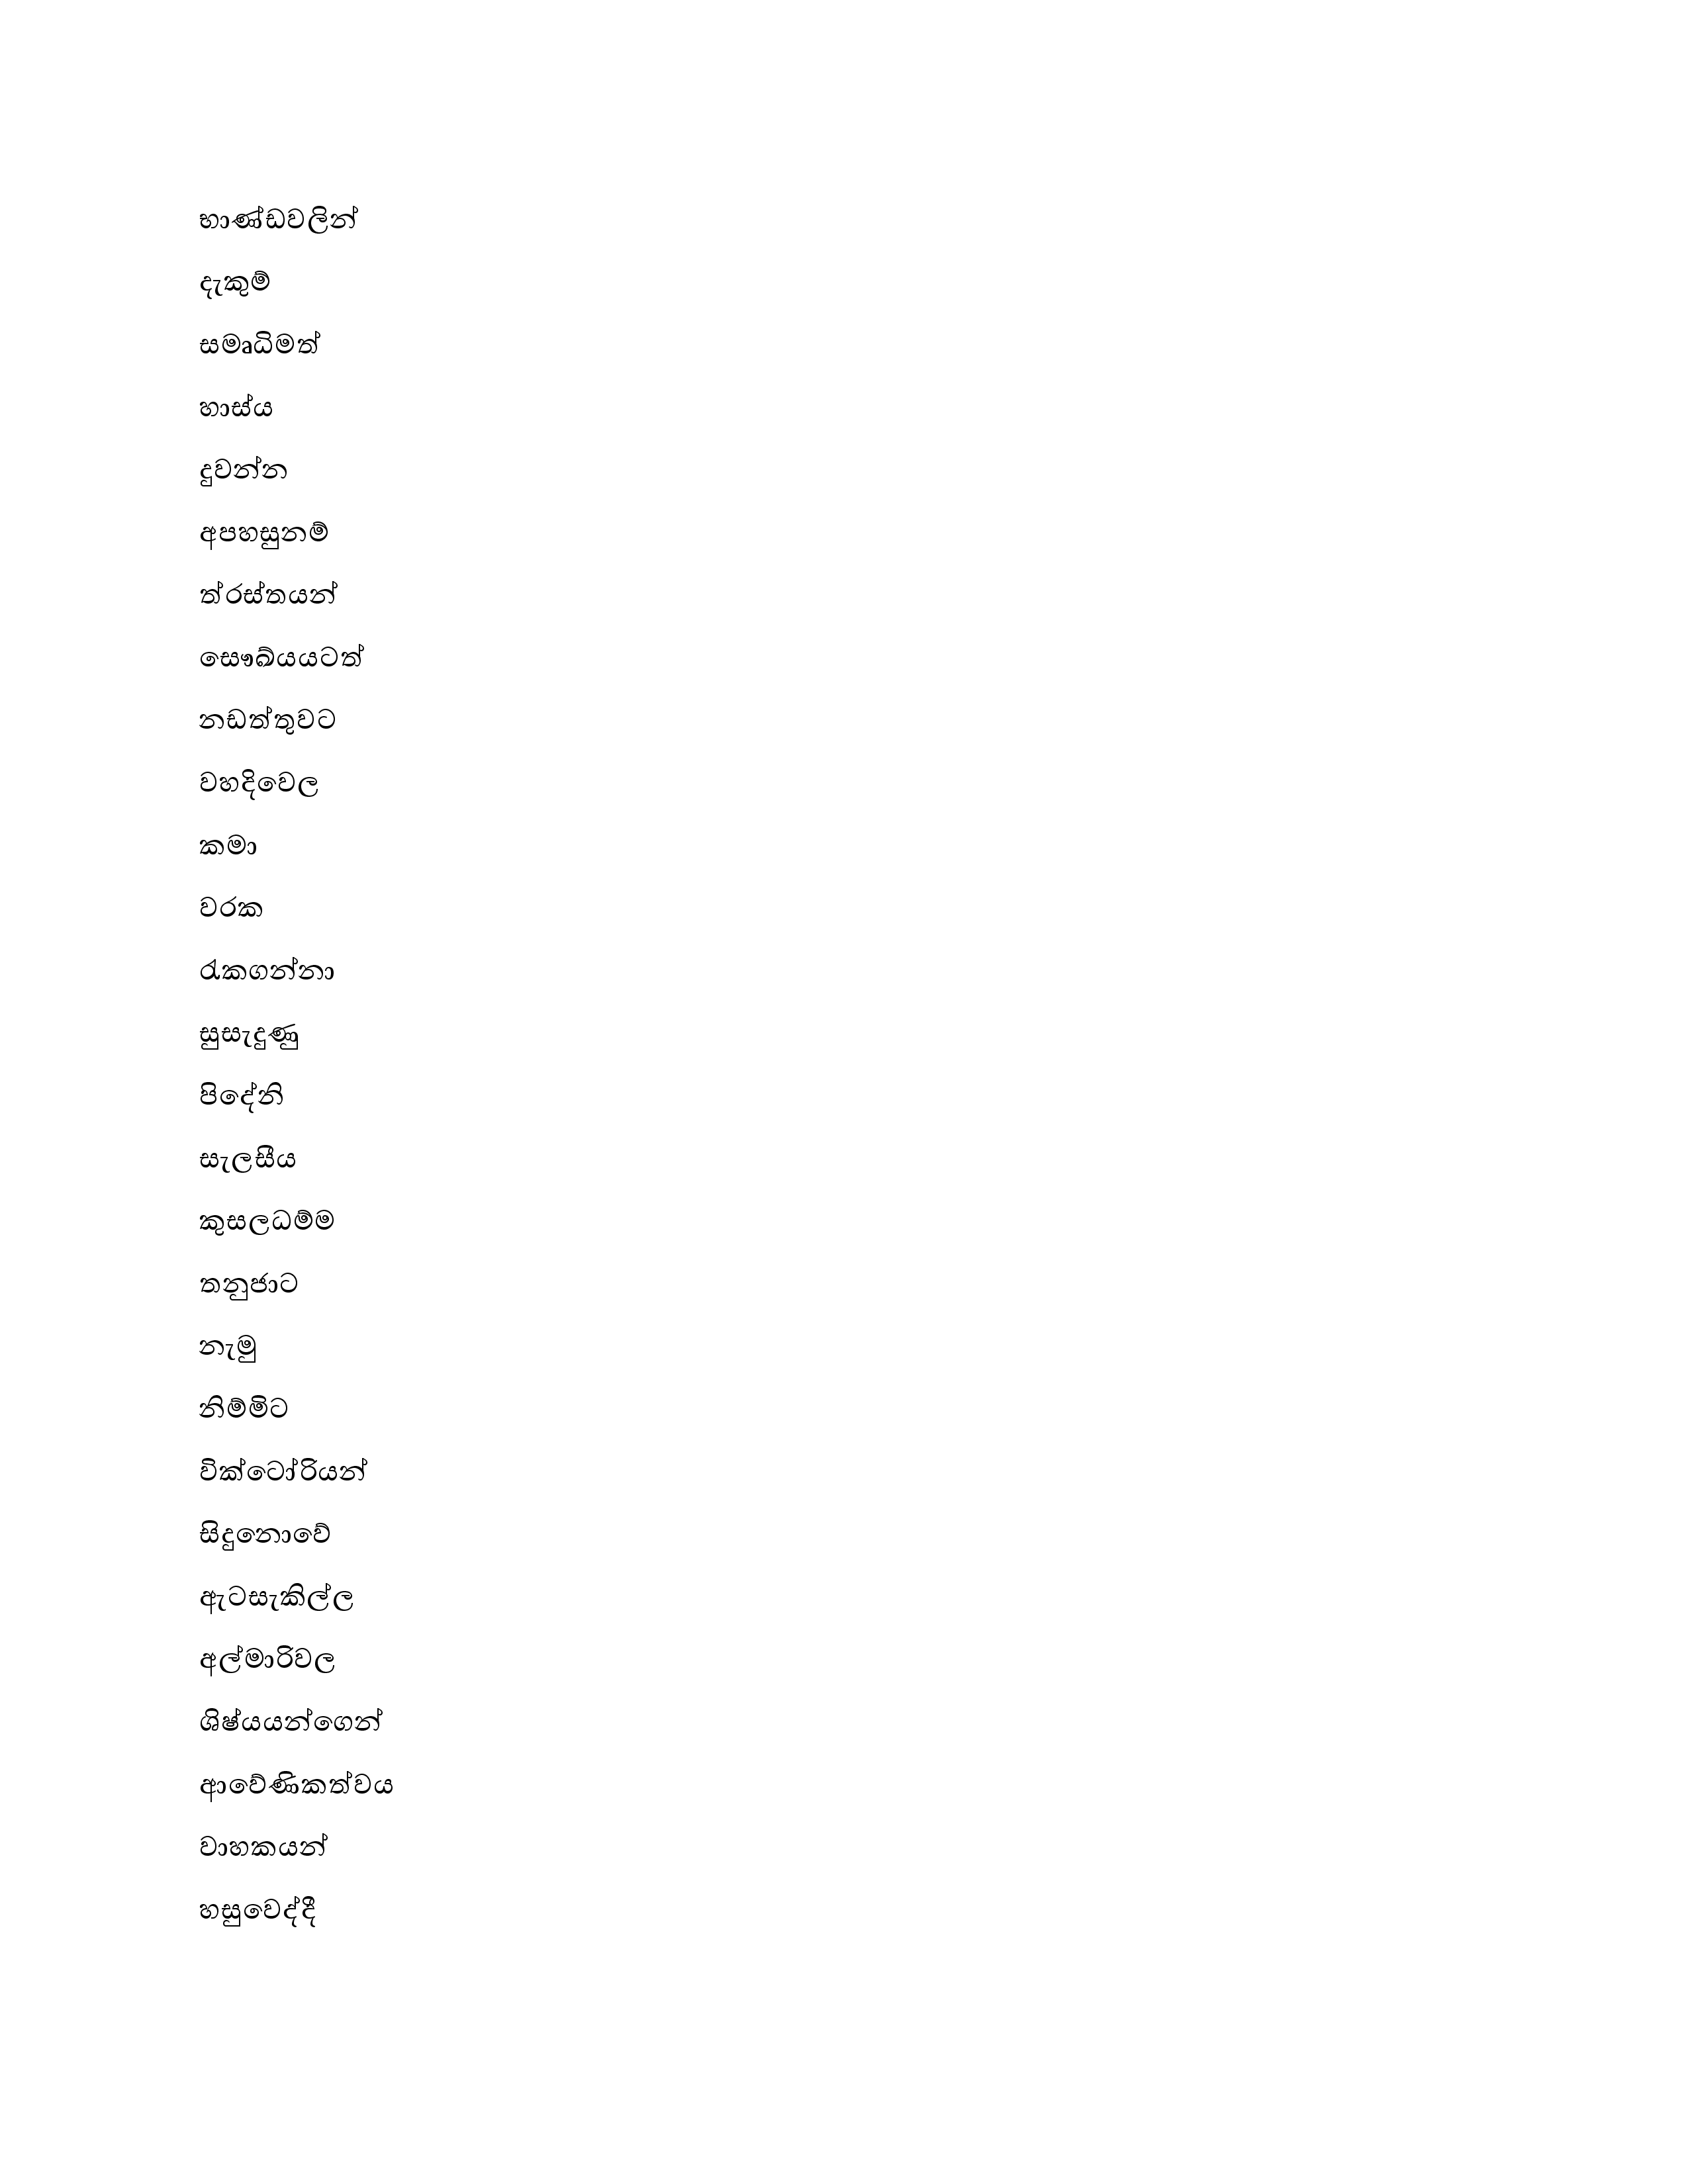 භාණ්ඩවලින්
දැකුම්
සමෘධිමත්
හාස්ය
දුවන්න
අපහසුනම්
ත්රස්තයන්
සෞඛ්යයටත්
නඩත්තුවට
වහදිවෙල
කමා
වරක
රැකගන්නා
සුසැදුණු
පිදේනි
සැලසීය
කුසලධම්ම
තනුජාට
නැමු
නිම්මිට
වික්ටෝරියන්
සිදුනොවේ
ඇටසැකිල්ල
අල්මාරිවල
ශිෂ්යයන්ගෙන්
ආවේණිකත්වය
වාහකයන්
හසුවෙද්දී